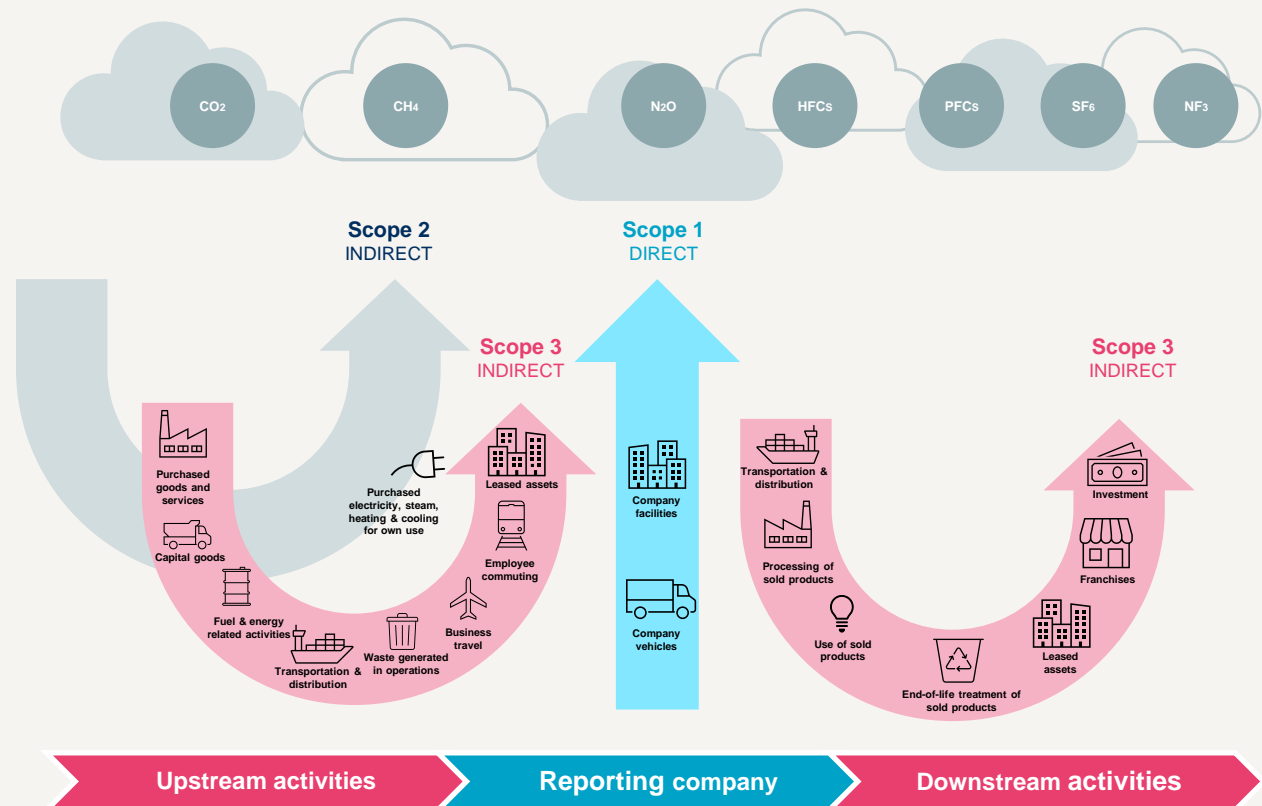 CO2
CH4
N2O
HFCs
PFCs
SF6
NF3
Scope 2
INDIRECT
Scope 1
DIRECT
Scope 3
INDIRECT
Scope 3
INDIRECT
Purchased
goods and
services
Capital goods
Fuel & energy
related activities
Transportation &
distribution
Waste generated
in operations
Business
travel
Employee
commuting
Leased assets
Purchased
electricity, steam,
heating & cooling
for own use
Company
facilities
Company
vehicles
Transportation &
distribution
Processing of
sold products
Use of sold
products
End-of-life treatment of
sold products
Leased
assets
Franchises
Investment
Upstream activities
Reporting company
Downstream activities